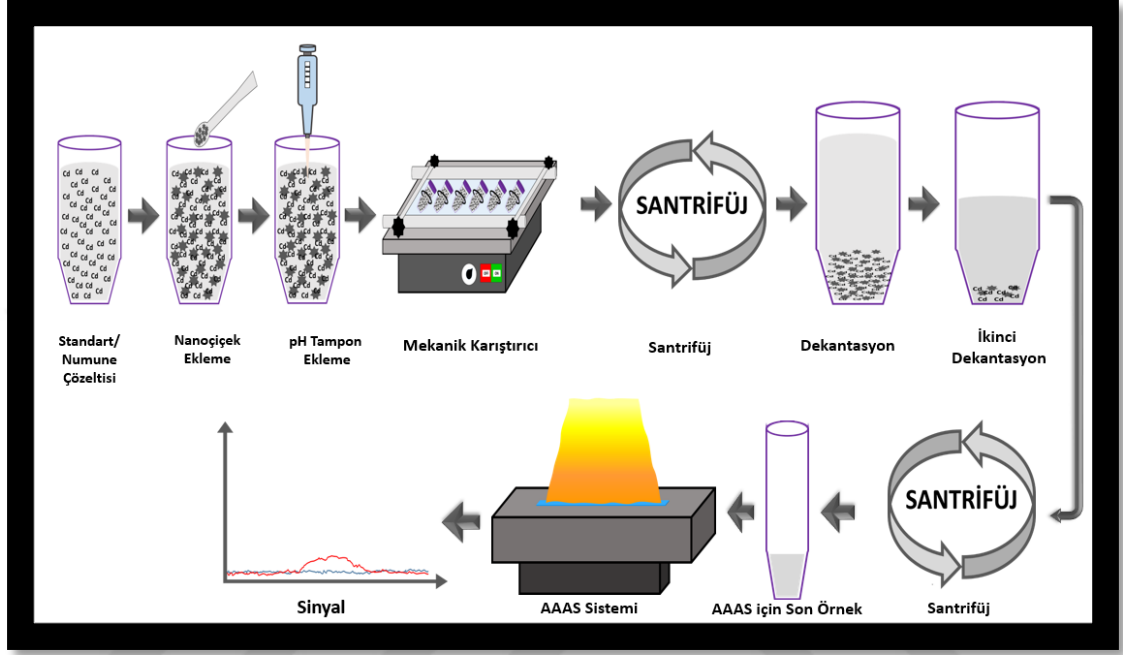 Standart/
Numune
Çözeltisi
Nanoçiçek
Ekleme
pH Tampon
Ekleme
Mekanik Karıştırıcı
SANTRİFÜJ
Santrifüj
Dekantasyon
İkinci
Dekantasyon
SANTRİFÜJ
Santrifüj
AAAS için Son Örnek
AAAS Sistemi
Sinyal